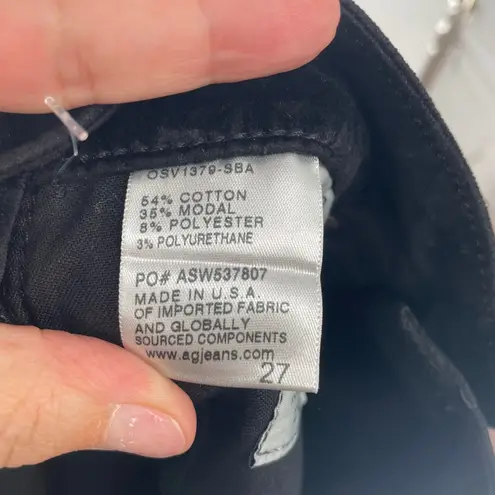 OSV1379-SBA
54% COTTON
35% MODAL
8% POLYESTER
3% POLYURETHANE
PO# ASW537807
MADE IN U.S.A.
OF IMPORTED FABRIC
AND GLOBALLY
SOURCED COMPONENTS
www.agjeans.com
27